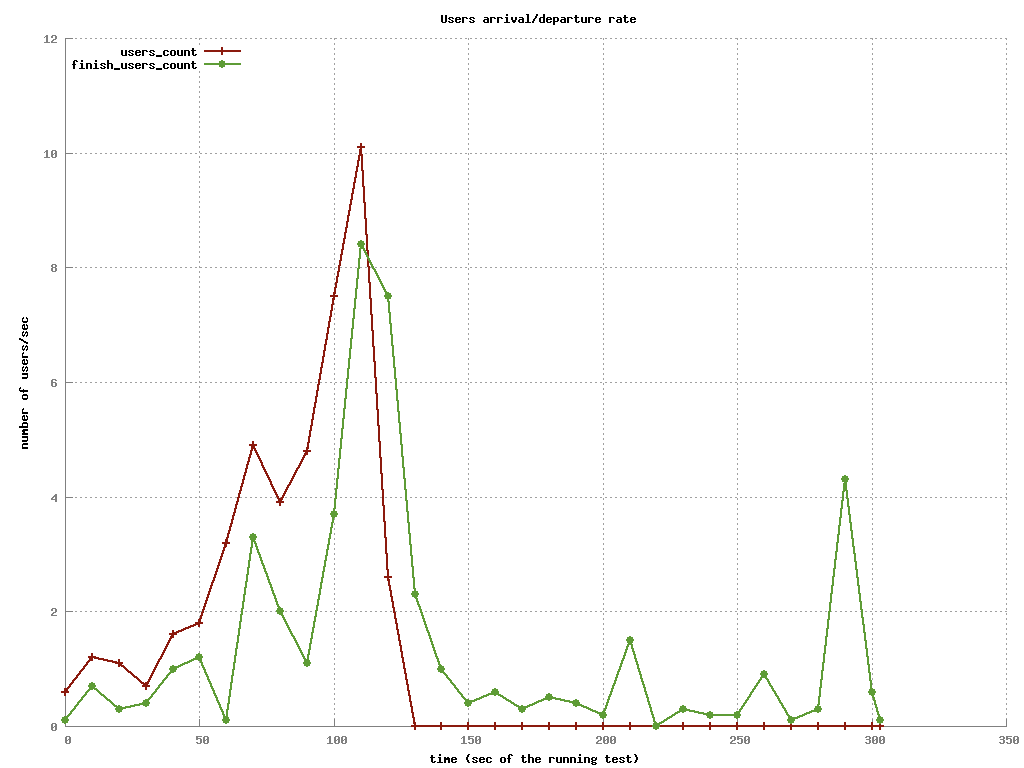 Users arrival/departure rate
users_count
finish_users_count
12
10
8
6
4
2
0
number of users/sec
0 50 100 150 200 250 300 350
time (sec of the running test)